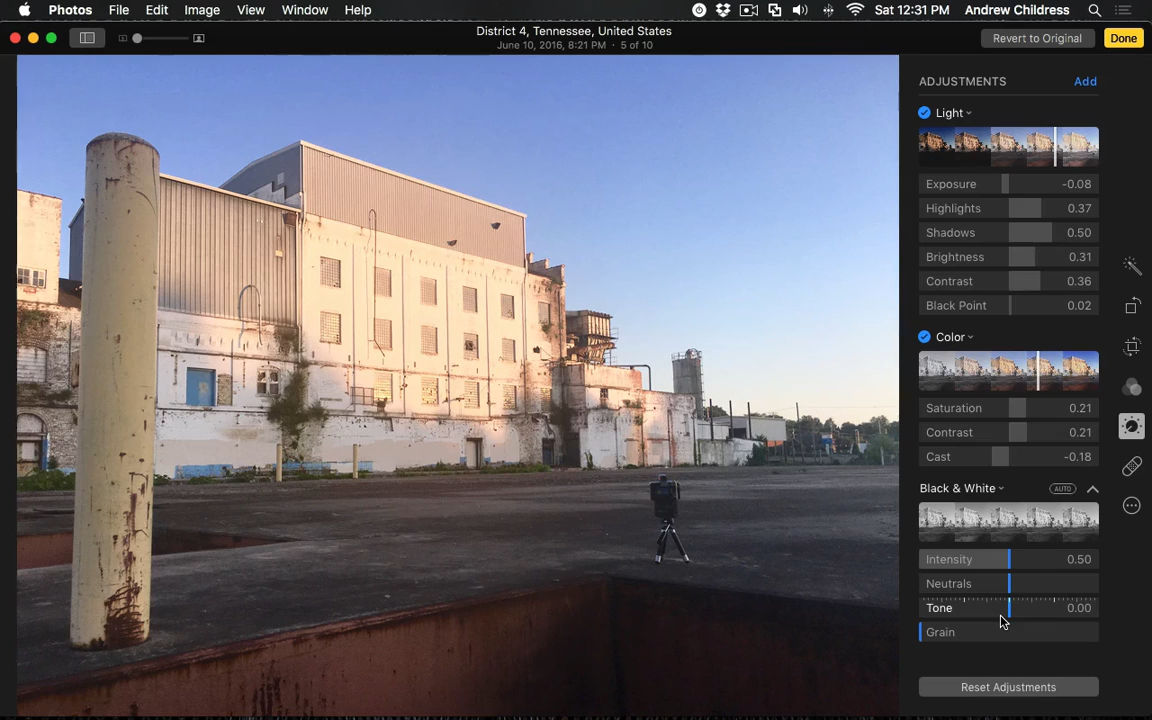 Photos File Edit Image View Window Help Sat 12:31 PM Andrew Childress
District 4, Tennessee, United States
June 10, 2016, 8:21 PM • 5 of 10
Revert to Original Done
ADJUSTMENTS Add
Light
Exposure -0.08
Highlights 0.37
Shadows 0.50
Brightness 0.31
Contrast 0.36
Black Point 0.02
Color
Saturation 0.21
Contrast 0.21
Cast -0.18
Black & White AUTO
Intensity 0.50
Neutrals
Tone 0.00
Grain
Reset Adjustments